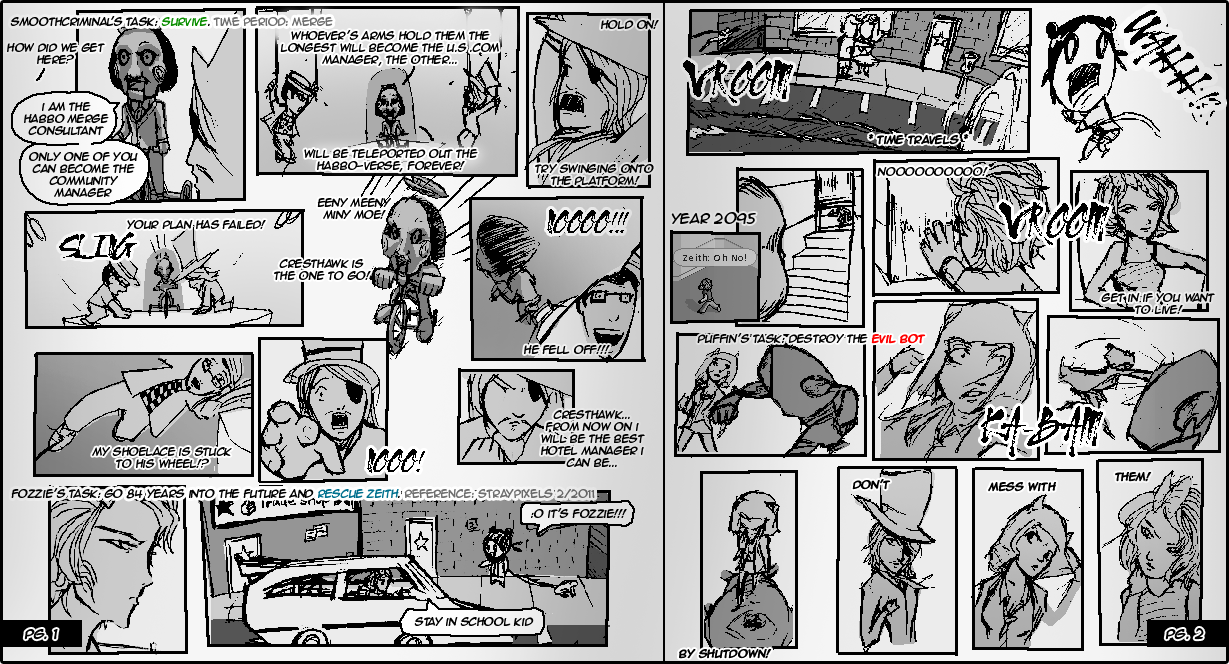 SMOOTHCRIMINAL'S TASK: SURVIVE. TIME PERIOD: MERGE
HOW DID WE GET
HERE?
I AM THE
HABBO MERGE
CONSULTANT
ONLY ONE OF YOU
CAN BECOME THE
COMMUNITY
MANAGER
WHOEVER'S ARMS HOLD THEM THE
LONGEST WILL BECOME THE U.S./COM
MANAGER, THE OTHER...
WILL BE TELEPORTED OUT THE
HABBO-VERSE, FOREVER!
HOLD ON!
TRY SWINGING ONTO
THE PLATFORM!
YOUR PLAN HAS FAILED!
SLING
EENY MEENY
MINY MOE!
CRESTHAWK IS
THE ONE TO GO!
NOOOO!!!
HE FELL OFF!!!
MY SHOELACE IS STUCK
TO HIS WHEEL!?
NOOO!
CRESTHAWK...
FROM NOW ON I
WILL BE THE BEST
HOTEL MANAGER I
CAN BE...
FOZZIE'S TASK: GO 84 YEARS INTO THE FUTURE AND RESCUE ZEITH. REFERENCE: STRAYPIXELS 2/2011
:O IT'S FOZZIE!!!
STAY IN SCHOOL KID
PG. 1
VROOM
*TIME TRAVELS*
WAHH!!
YEAR 2095
Zeith: Oh No!
NOOOOOOOOOO!
VROOM
GET IN IF YOU WANT
TO LIVE!
PUFFIN'S TASK: DESTROY THE EVIL BOT
KA-BAM
DON'T
MESS WITH
THEM!
BY SHUTDOWN!
PG. 2